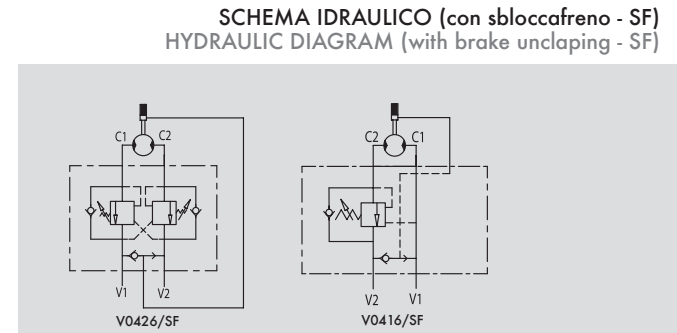 SCHEMA IDRAULICO (con sbloccafreno - SF)
HYDRAULIC DIAGRAM (with brake unclaping - SF)
C1 C2
C2 C1
V1 V2
V2 V1
V0426/SF
V0416/SF